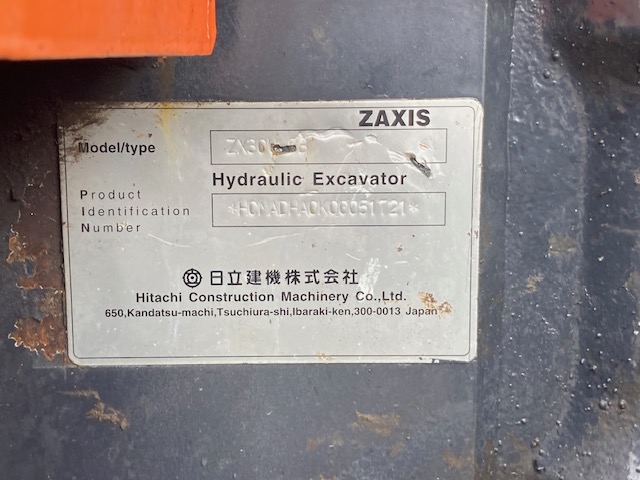 ZAXIS
Model/type
Hydraulic Excavator
Product
Identification
Number
*HCMADHA0K00051721*
日立建機株式会社
Hitachi Construction Machinery Co.,Ltd.
650,Kandatsu-machi,Tsuchiura-shi,Ibaraki-ken,300-0013 Japan